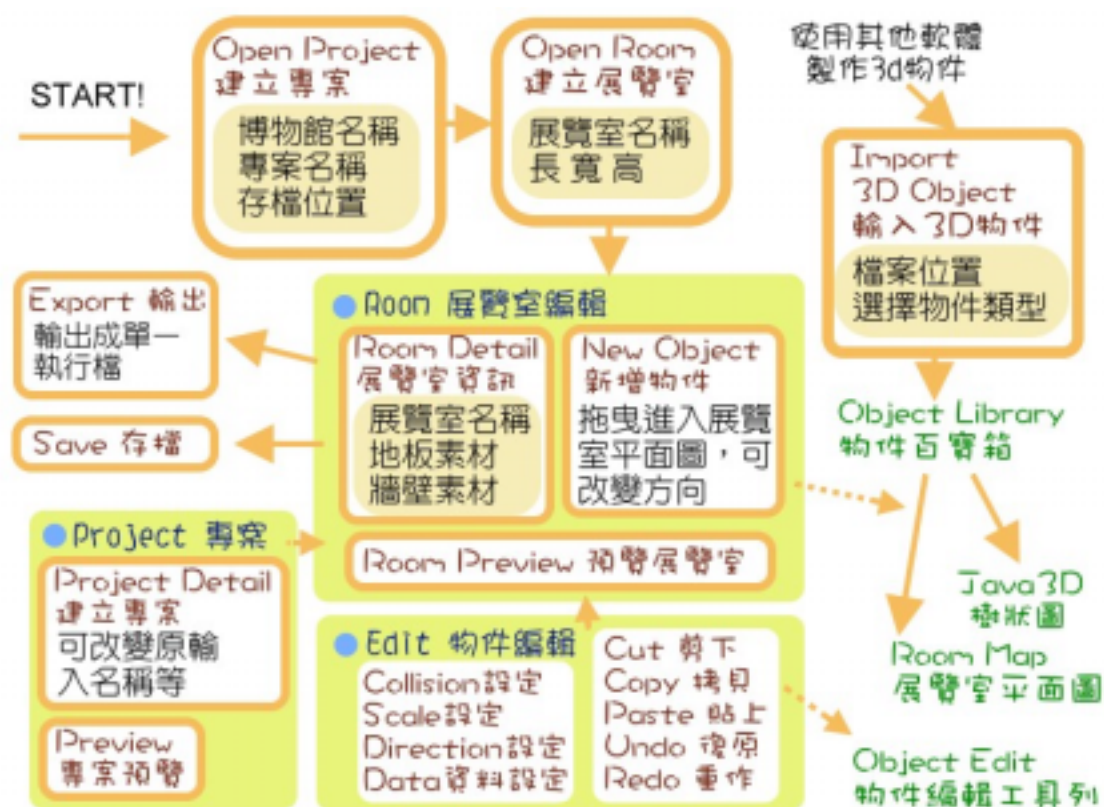 START!
Open Project
建立專案
博物館名稱
專案名稱
存檔位置
Open Room
建立展覽室
展覽室名稱
長 寬 高
使用其他軟體
製作3d物件
Import
3D Object
輸入3D物件
檔案位置
選擇物件類型
Export 輸出
輸出成單一
執行檔
Save 存檔
Room 展覽室編輯
Room Detail
展覽室資訊
展覽室名稱
地板素材
牆壁素材
New Object
新增物件
拖曳進入展覽
室平面圖，可
改變方向
Room Preview 預覽展覽室
Object Library
物件百寶箱
Java3D
樹狀圖
Room Map
展覽室平面圖
Project 專案
Project Detail
建立專案
可改變原輸
入名稱等
Preview
專案預覽
Edit 物件編輯
Collision設定
Scale設定
Direction設定
Data資料設定
Cut 剪下
Copy 拷貝
Paste 貼上
Undo 復原
Redo 重作
Object Edit
物件編輯工具列